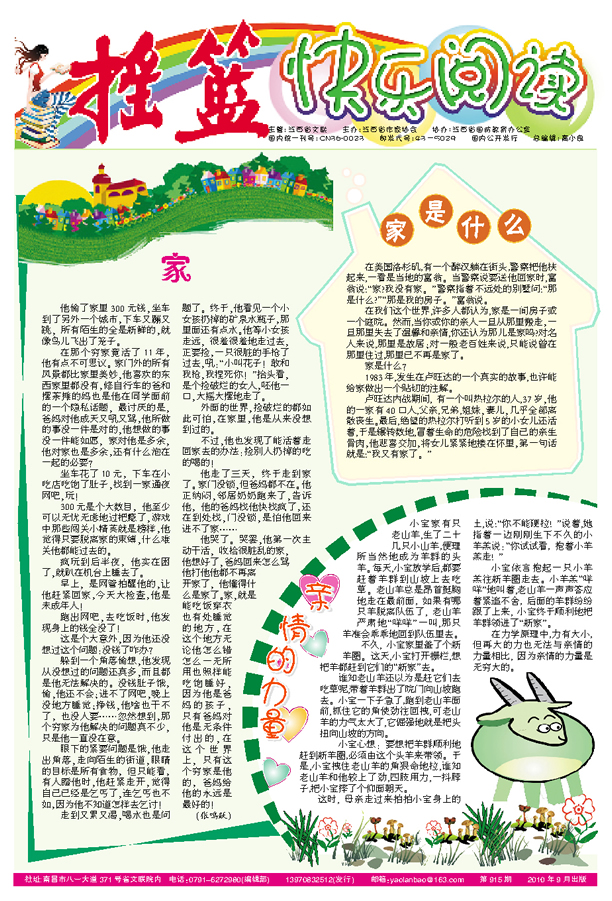 摇篮
快乐阅读
主管：江西省文联 主办：江西省作家协会 协办：江西省国防教育办公室
国内统一刊号：CN36-0023 邮发代号：43-5029 国内公开发行 总编辑：高小良
家
他偷了家里300元钱，坐车
到了另外一个城市，下车又蹦又
跳，所有陌生的全是新鲜的，就
像鸟儿飞出了笼子。
在那个穷家竟活了11年，
他有点不可思议。家门外的所有
风景都比家里美妙，他喜欢的东
西家里都没有，修自行车的爸和
摆茶摊的妈也是他在同学面前
的一个隐私话题，最讨厌的是，
爸妈对他成天又吼又骂，他所做
的事没一件是对的，他想做的事
没一件能如愿，家对他是多余，
他对家也是多余，还有什么泡在
一起的必要？
坐车花了10元，下车在小
吃店吃饱了肚子，找到一家通夜
网吧，玩！
300元是个大数目，他至少
可以无忧无虑地过把瘾了，游戏
中那些闯关小精英就是榜样，他
觉得只要脱离家的束缚，什么难
关他都能过去的。
疯玩到后半夜，他实在困
了，就趴在机台上睡去了。
早上，是网管拍醒他的，让
他赶紧回家，今天大检查，他是
未成年人！
跑出网吧，去吃饭时，他发
现身上的钱全没了！
这是个大意外，因为他还没
想过这个问题：没钱了咋办？
躲到一个角落偷想，他发现
从没想过的问题还真多，而且都
是他无法解决的。没钱肚子饿，
偷，他还不会；进不了网吧，晚上
没地方睡觉；挣钱，他啥也干不
了，也没人要……忽然想到，那
个穷家为他解决的问题真不少，
只是他一直没在意。
眼下的紧要问题是饿，他走
出角落，走向陌生的街道，眼睛
的目标是所有食物，但只能看，
有人瞪他时，他赶紧走开，觉得
自己已经是乞丐了，连乞丐也不
如，因为他不知道怎样去乞讨！
走到又累又渴，喝水也是问
题了。终于，他看见一个小
女孩扔掉的矿泉水瓶子，那
里面还有点水，他等小女孩
走远，很羞很羞地走过去，
正要捡，一只很脏的手抢了
过去，吼：“小叫花子！敢和
我抢，我捏死你！”抬头看，
是个捡破烂的女人，呸他一
口，大摇大摆地走了。
外面的世界，捡破烂的都如
此可怕，在家里，他是从来没想
到过的。
不过，他也发现了能活着走
回家去的办法：捡别人扔掉的吃
的喝的！
他走了三天，终于走到家
了。家门没锁，但爸妈都不在。他
正纳闷，邻居奶奶跑来了，告诉
他，他的爸妈找他快找疯了，还
在到处找，门没锁，是怕他回来
进不了家……
他哭了。哭罢，他第一次主
动干活，收拾很脏乱的家，
他想好了，爸妈回来怎么骂
他打他他都不再离
开家了，他懂得什
么是家了，家，就是
能吃饭穿衣
也有处睡觉
的地方，在
这个地方无
论他怎么错
怎么一无所
用也照样能
吃饱睡好，
因为他是爸
妈的孩子，
只有爸妈对
他是无条件
付出的，在
这个世界
上，只有这
个穷家是他
的，爸妈给
他的永远是
最好的！
(张鸣跃)
家是什么
在美国洛杉矶，有一个醉汉躺在街头，警察把他扶
起来，一看是当地的富翁。当警察说要送他回家时，富
翁说：“家？我没有家。”警察指着不远处的别墅问：“那
是什么？”“那是我的房子。”富翁说。
在我们这个世界，许多人都认为，家是一间房子或
一个庭院。然而，当你或你的亲人一旦从那里搬走，一
旦那里失去了温馨和亲情，你还认为那儿是家吗？对名
人来说，那里是故居；对一般老百姓来说，只能说曾在
那里住过，那里已不再是家了。
家是什么？
1983年，发生在卢旺达的一个真实的故事，也许能
给家做出一个贴切的注解。
卢旺达内战期间，有一个叫热拉尔的人，37岁，他
的一家有40口人，父亲、兄弟、姐妹、妻儿，几乎全部离
散丧生。最后，绝望的热拉尔打听到5岁的小女儿还活
着，于是辗转数地，冒着生命的危险找到了自己的亲生
骨肉，他悲喜交加，将女儿紧紧地搂在怀里，第一句话
就是：“我又有家了。”
亲情的力量
小宝家有只
老山羊，生了二十
几只小山羊，便理
所当然地成为羊群的头
羊。每天，小宝放学后，都要
赶着羊群到山坡上去吃
草。老山羊总是昂首挺胸
地走在最前面，如果有哪
只羊脱离队伍了，老山羊
严肃地“咩咩”一叫，那只
羊准会乖乖地回到队伍里去。
不久，小宝家里盖了个新
羊圈。这天，小宝打开栅栏，想
把羊都赶到它们的“新家”去。
谁知老山羊还以为是赶它们去
吃草呢，带着羊群出了院门向山坡跑
去。小宝一下子急了，跑到老山羊面
前，抓住它的角使劲往回拽，可老山
羊的力气太大了，它倔强地就是把头
扭向山坡的方向。
小宝心想，要想把羊群顺利地
赶到新羊圈，必须由这个头羊来带领。于
是，小宝拽住老山羊的角狠命地拉，谁知
老山羊和他较上了劲，四肢用力，一抖脖
子，把小宝摔了个仰面朝天。
这时，母亲走过来拍拍小宝身上的
土，说：“你不能硬拉！”说着，她
指着一边刚刚生下不久的小
羊羔说：“你试试看，抱着小羊
羔走！”
小宝依言抱起一只小羊
羔往新羊圈走去。小羊羔“咩
咩”地叫着，老山羊一声声答应
着紧追不舍，后面的羊群纷纷
跟了上来，小宝终于顺利地把
羊群领进了“新家”。
在力学原理中，力有大小，
但再大的力也无法与亲情的
力量相比，因为亲情的力量是
无穷大的。
社址：南昌市八一大道371号省文联院内 电话：0791-6272980(编辑部) 13970832512(发行) 邮箱：yaolanbao@163.com 第915期 2010年9月出版